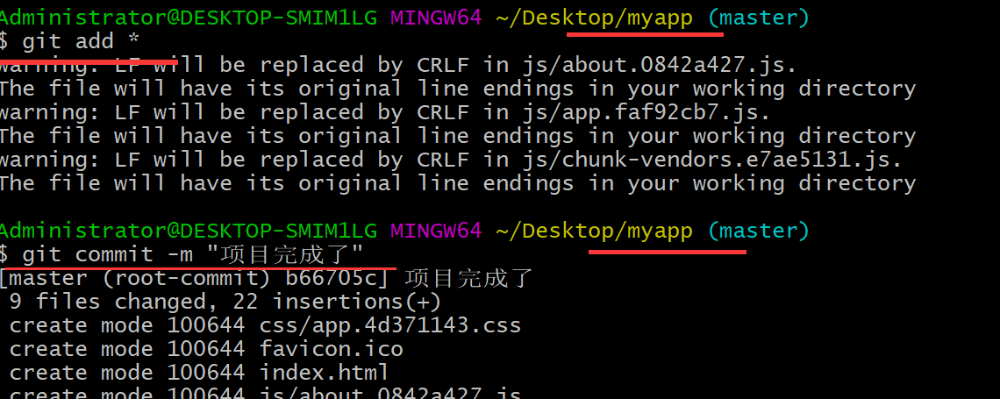 Administrator@DESKTOP-SMIM1LG MINGW64 ~/Desktop/myapp (master)
$ git add *
warning: LF will be replaced by CRLF in js/about.0842a427.js.
The file will have its original line endings in your working directory
warning: LF will be replaced by CRLF in js/app.faf92cb7.js.
The file will have its original line endings in your working directory
warning: LF will be replaced by CRLF in js/chunk-vendors.e7ae5131.js.
The file will have its original line endings in your working directory
Administrator@DESKTOP-SMIM1LG MINGW64 ~/Desktop/myapp (master)
$ git commit -m "项目完成了"
[master (root-commit) b66705c] 项目完成了
9 files changed, 22 insertions(+)
create mode 100644 css/app.4d371143.css
create mode 100644 favicon.ico
create mode 100644 index.html
create mode 100644 js/about.0842a427.js